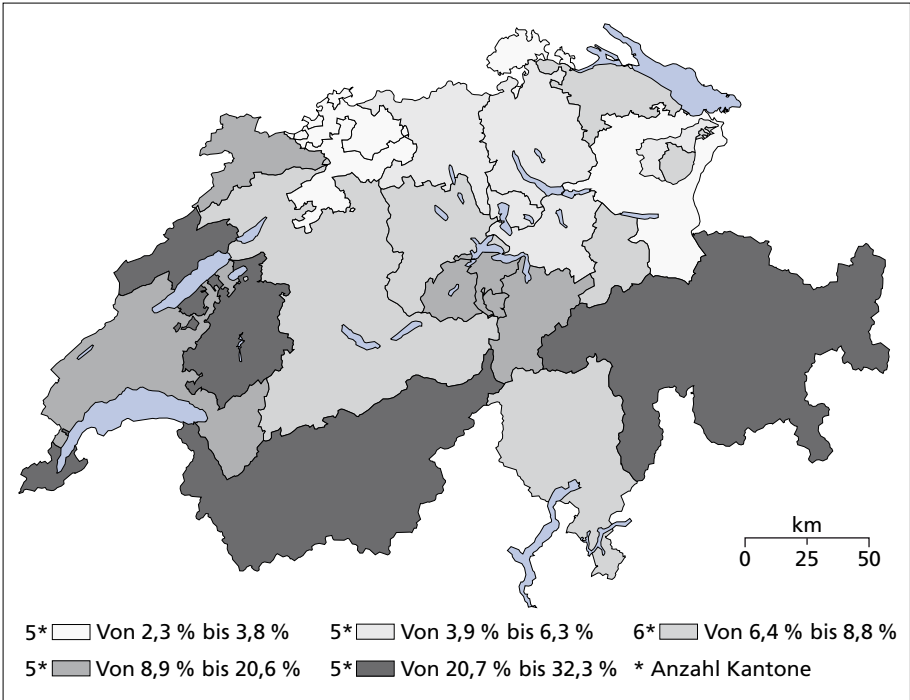 km
0 25 50
5* Von 2,3 % bis 3,8 % 5* Von 3,9 % bis 6,3 % 6* Von 6,4 % bis 8,8 %
5* Von 8,9 % bis 20,6 % 5* Von 20,7 % bis 32,3 % * Anzahl Kantone